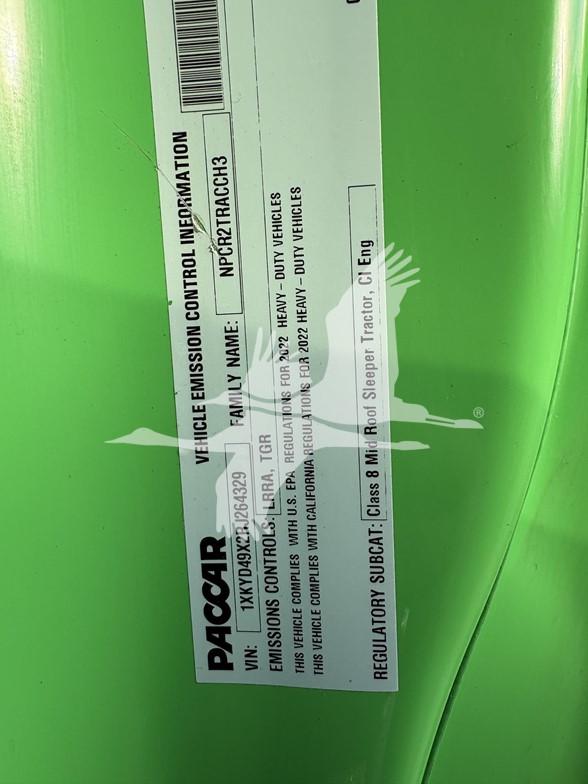 PACCAR
VEHICLE EMISSION CONTROL INFORMATION
VIN: 1XKYD49X2RJ264329 FAMILY NAME: NPCR2TRACCH3
EMISSIONS CONTROLS: LRRA, TGR
THIS VEHICLE COMPLIES WITH U.S. EPA REGULATIONS FOR 2022 HEAVY-DUTY VEHICLES
THIS VEHICLE COMPLIES WITH CALIFORNIA REGULATIONS FOR 2022 HEAVY-DUTY VEHICLES
REGULATORY SUBCAT: Class 8 Mid Roof Sleeper Tractor, CI Eng
®